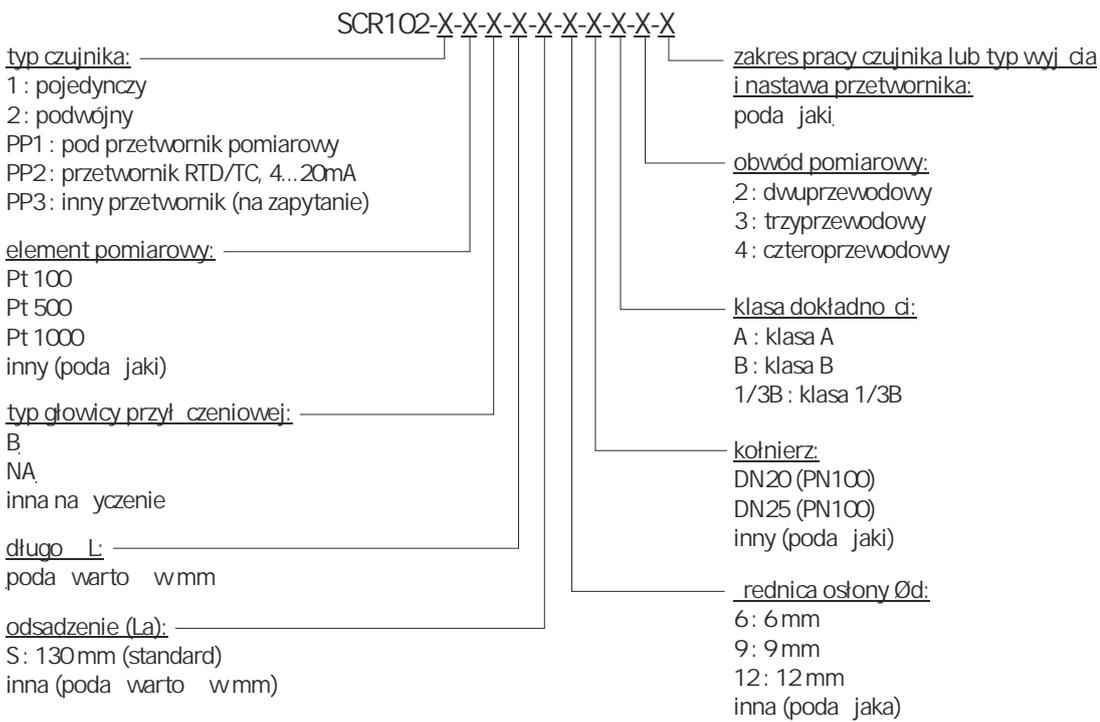 SCR102-X-X-X-X-X-X-X-X-X-X
typ czujnika:
1 : pojedynczy
2 : podwójny
PP1 : pod przetwornik pomiarowy
PP2 : przetwornik RTD/TC, 4...20mA
PP3 : inny przetwornik (na zapytanie)
element pomiarowy:
Pt 100
Pt 500
Pt 1000
inny (poda jaki)
typ głowicy przył czeniowej:
B
NA
inna na yczenie
długo L:
poda warto w mm
odsadzenie (La):
S : 130 mm (standard)
inna (poda warto w mm)
zakres pracy czujnika lub typ wyj cia
i nastawa przetwornika:
poda jaki
obwód pomiarowy:
2 : dwuprzewodowy
3 : trzyprzewodowy
4 : czteroprzewodowy
klasa dokładno ci:
A : klasa A
B : klasa B
1/3B : klasa 1/3B
kołnierz:
DN20 (PN100)
DN25 (PN100)
inny (poda jaki)
rednica osłony Ød:
6 : 6 mm
9 : 9 mm
12 : 12 mm
inna (poda jaka)